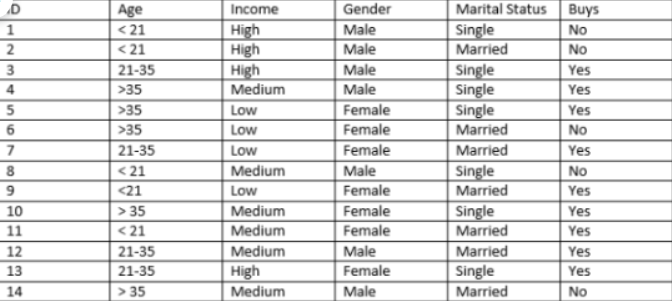 ID Age Income Gender Marital Status Buys
1 < 21 High Male Single No
2 < 21 High Male Married No
3 21-35 High Male Single Yes
4 >35 Medium Male Single Yes
5 >35 Low Female Single Yes
6 >35 Low Female Married No
7 21-35 Low Female Married Yes
8 < 21 Medium Male Single No
9 <21 Low Female Married Yes
10 > 35 Medium Female Single Yes
11 < 21 Medium Female Married Yes
12 21-35 Medium Male Married Yes
13 21-35 High Female Single Yes
14 > 35 Medium Male Married No